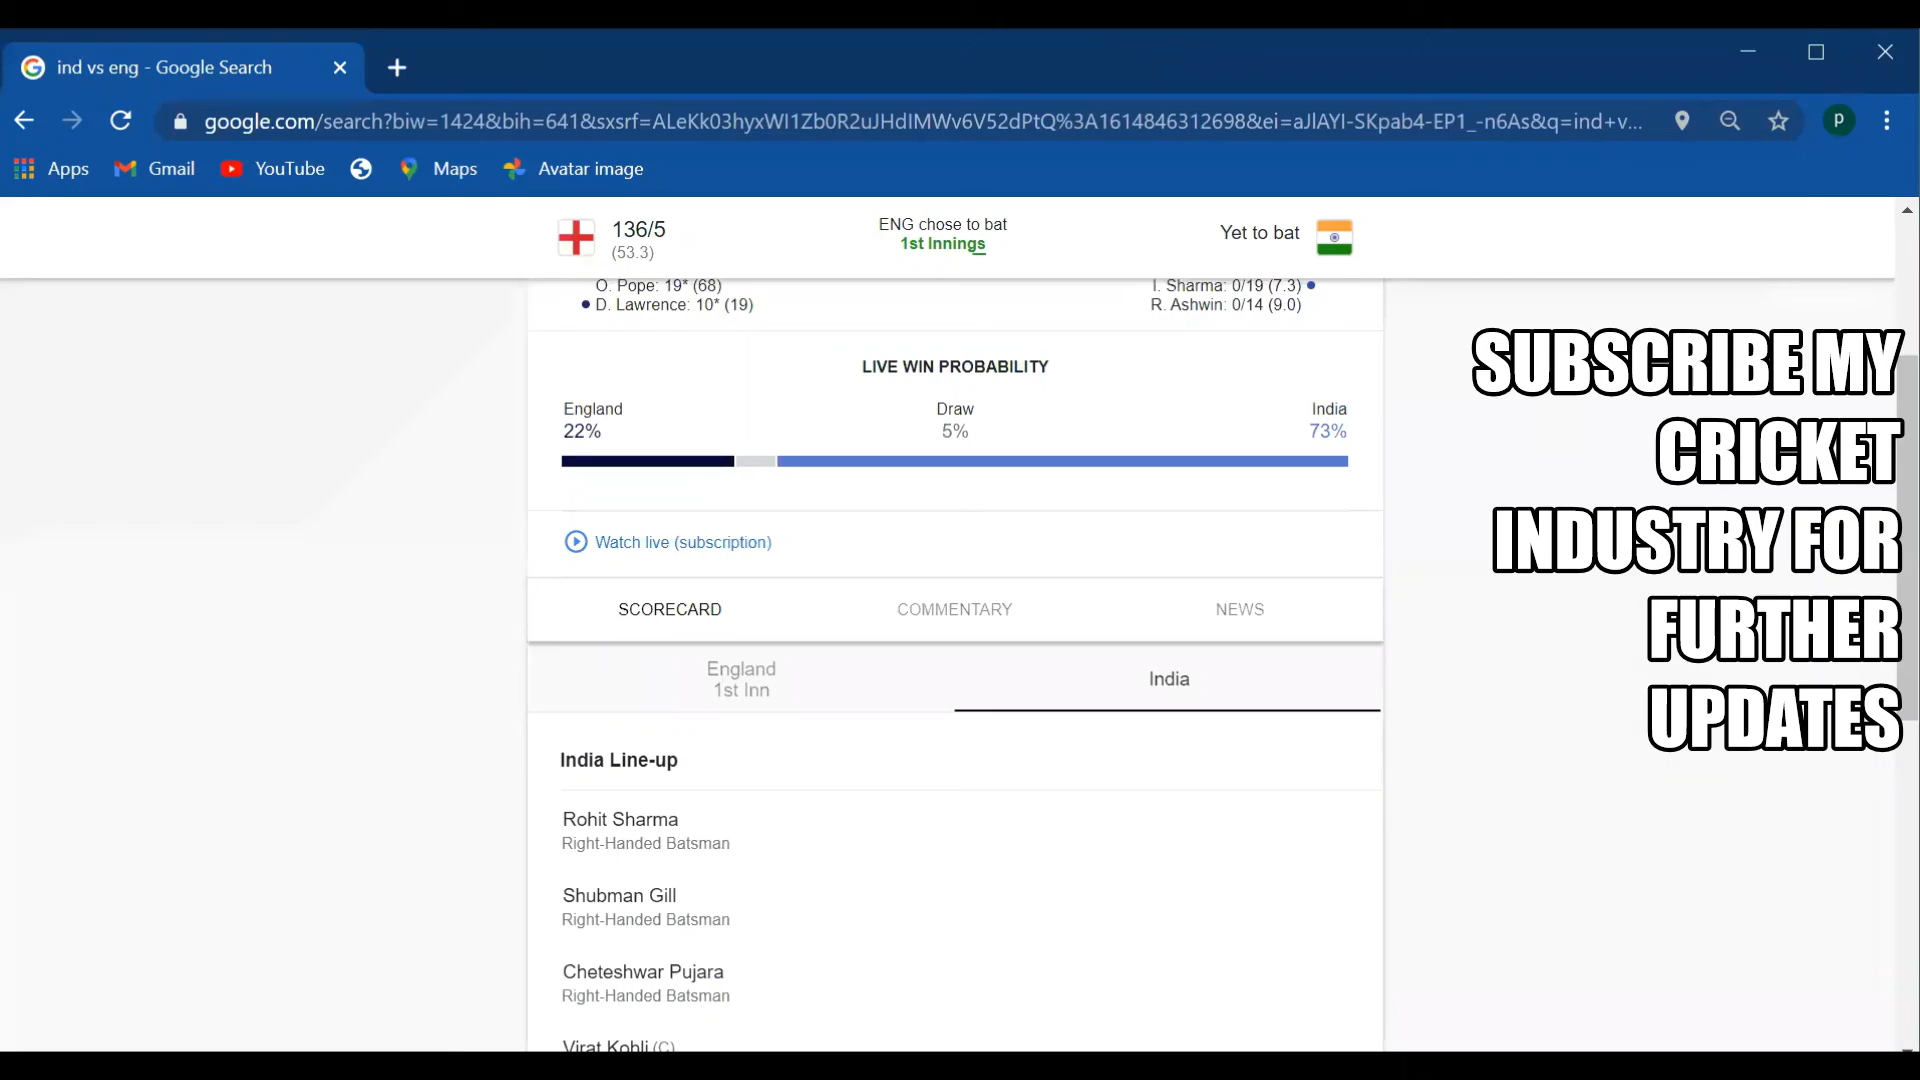 ind vs eng - Google Search
google.com/search?biw=1424&bih=641&sxsrf=ALeKk03hyxWI1Zb0R2uJHdIMWv6V52dPtQ%3A1614846312698&ei=aJlAYI-SKpab4-EP1_-n6As&q=ind+v...
P
Apps
Gmail
YouTube
Maps
Avatar image
136/5
(53.3)
ENG chose to bat
1st Innings
Yet to bat
O. Pope: 19* (68)
D. Lawrence: 10* (19)
I. Sharma: 0/19 (7.3)
R. Ashwin: 0/14 (9.0)
LIVE WIN PROBABILITY
England
22%
Draw
5%
India
73%
Watch live (subscription)
SCORECARD
COMMENTARY
NEWS
England
1st Inn
India
India Line-up
Rohit Sharma
Right-Handed Batsman
Shubman Gill
Right-Handed Batsman
Cheteshwar Pujara
Right-Handed Batsman
Virat Kohli (C)
SUBSCRIBE MY
CRICKET
INDUSTRY FOR
FURTHER
UPDATES